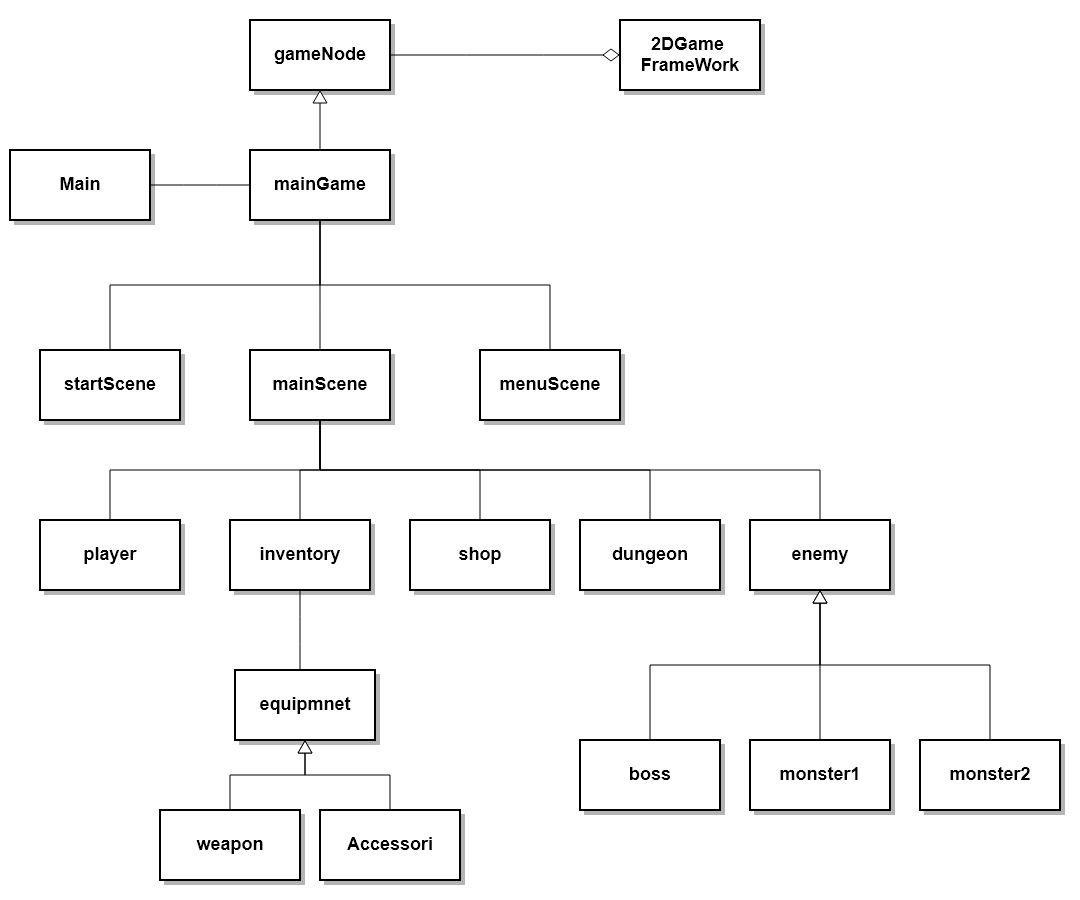 gameNode
2DGame
FrameWork
Main
mainGame
startScene
mainScene
menuScene
player
inventory
shop
dungeon
enemy
equipmnet
boss
monster1
monster2
weapon
Accessori